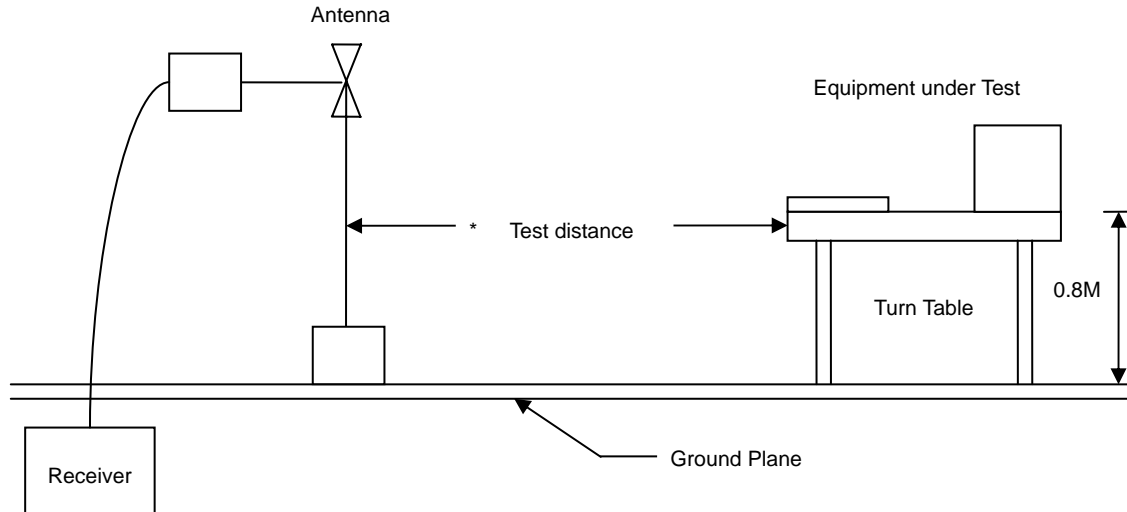 Antenna
Equipment under Test
* Test distance
0.8M
Turn Table
Ground Plane
Receiver